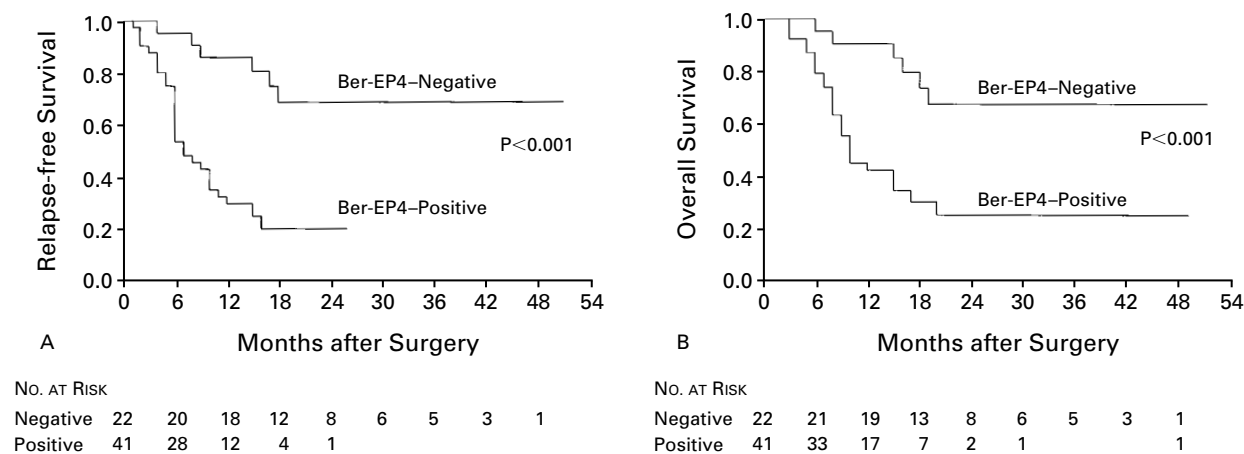 Relapse-free Survival
1.0
0.8
0.6
0.4
0.2
0.0
Ber-EP4–Negative
P<0.001
Ber-EP4–Positive
0 6 12 18 24 30 36 42 48 54
A
Months after Surgery
NO. AT RISK
Negative 22 20 18 12 8 6 5 3 1
Positive 41 28 12 4 1
Overall Survival
1.0
0.8
0.6
0.4
0.2
0.0
Ber-EP4–Negative
P<0.001
Ber-EP4–Positive
0 6 12 18 24 30 36 42 48 54
B
Months after Surgery
NO. AT RISK
Negative 22 21 19 13 8 6 5 3 1
Positive 41 33 17 7 2 1 1